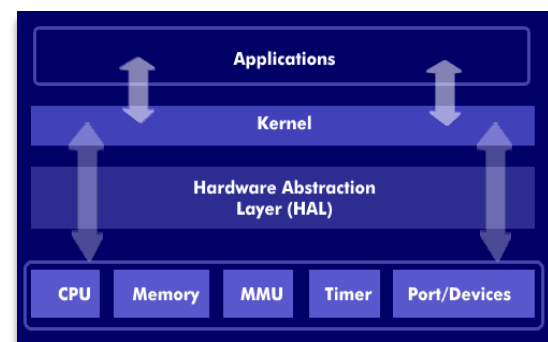 Applications
Kernel
Hardware Abstraction
Layer (HAL)
CPU Memory MMU Timer Port/Devices